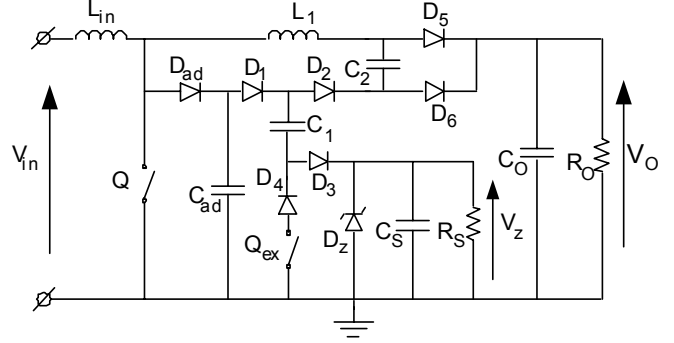 Lin L1 D5
Dad D1 D2 C2
D6
C1
Vin Q Cad D4 D3 CO RO VO
Qex Dz CS RS Vz